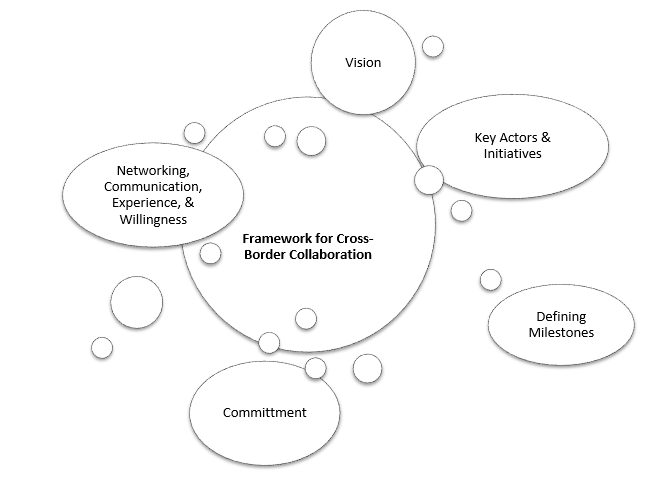 Vision
Key Actors &
Initiatives
Networking,
Communication,
Experience, &
Willingness
Framework for Cross-
Border Collaboration
Defining
Milestones
Committment